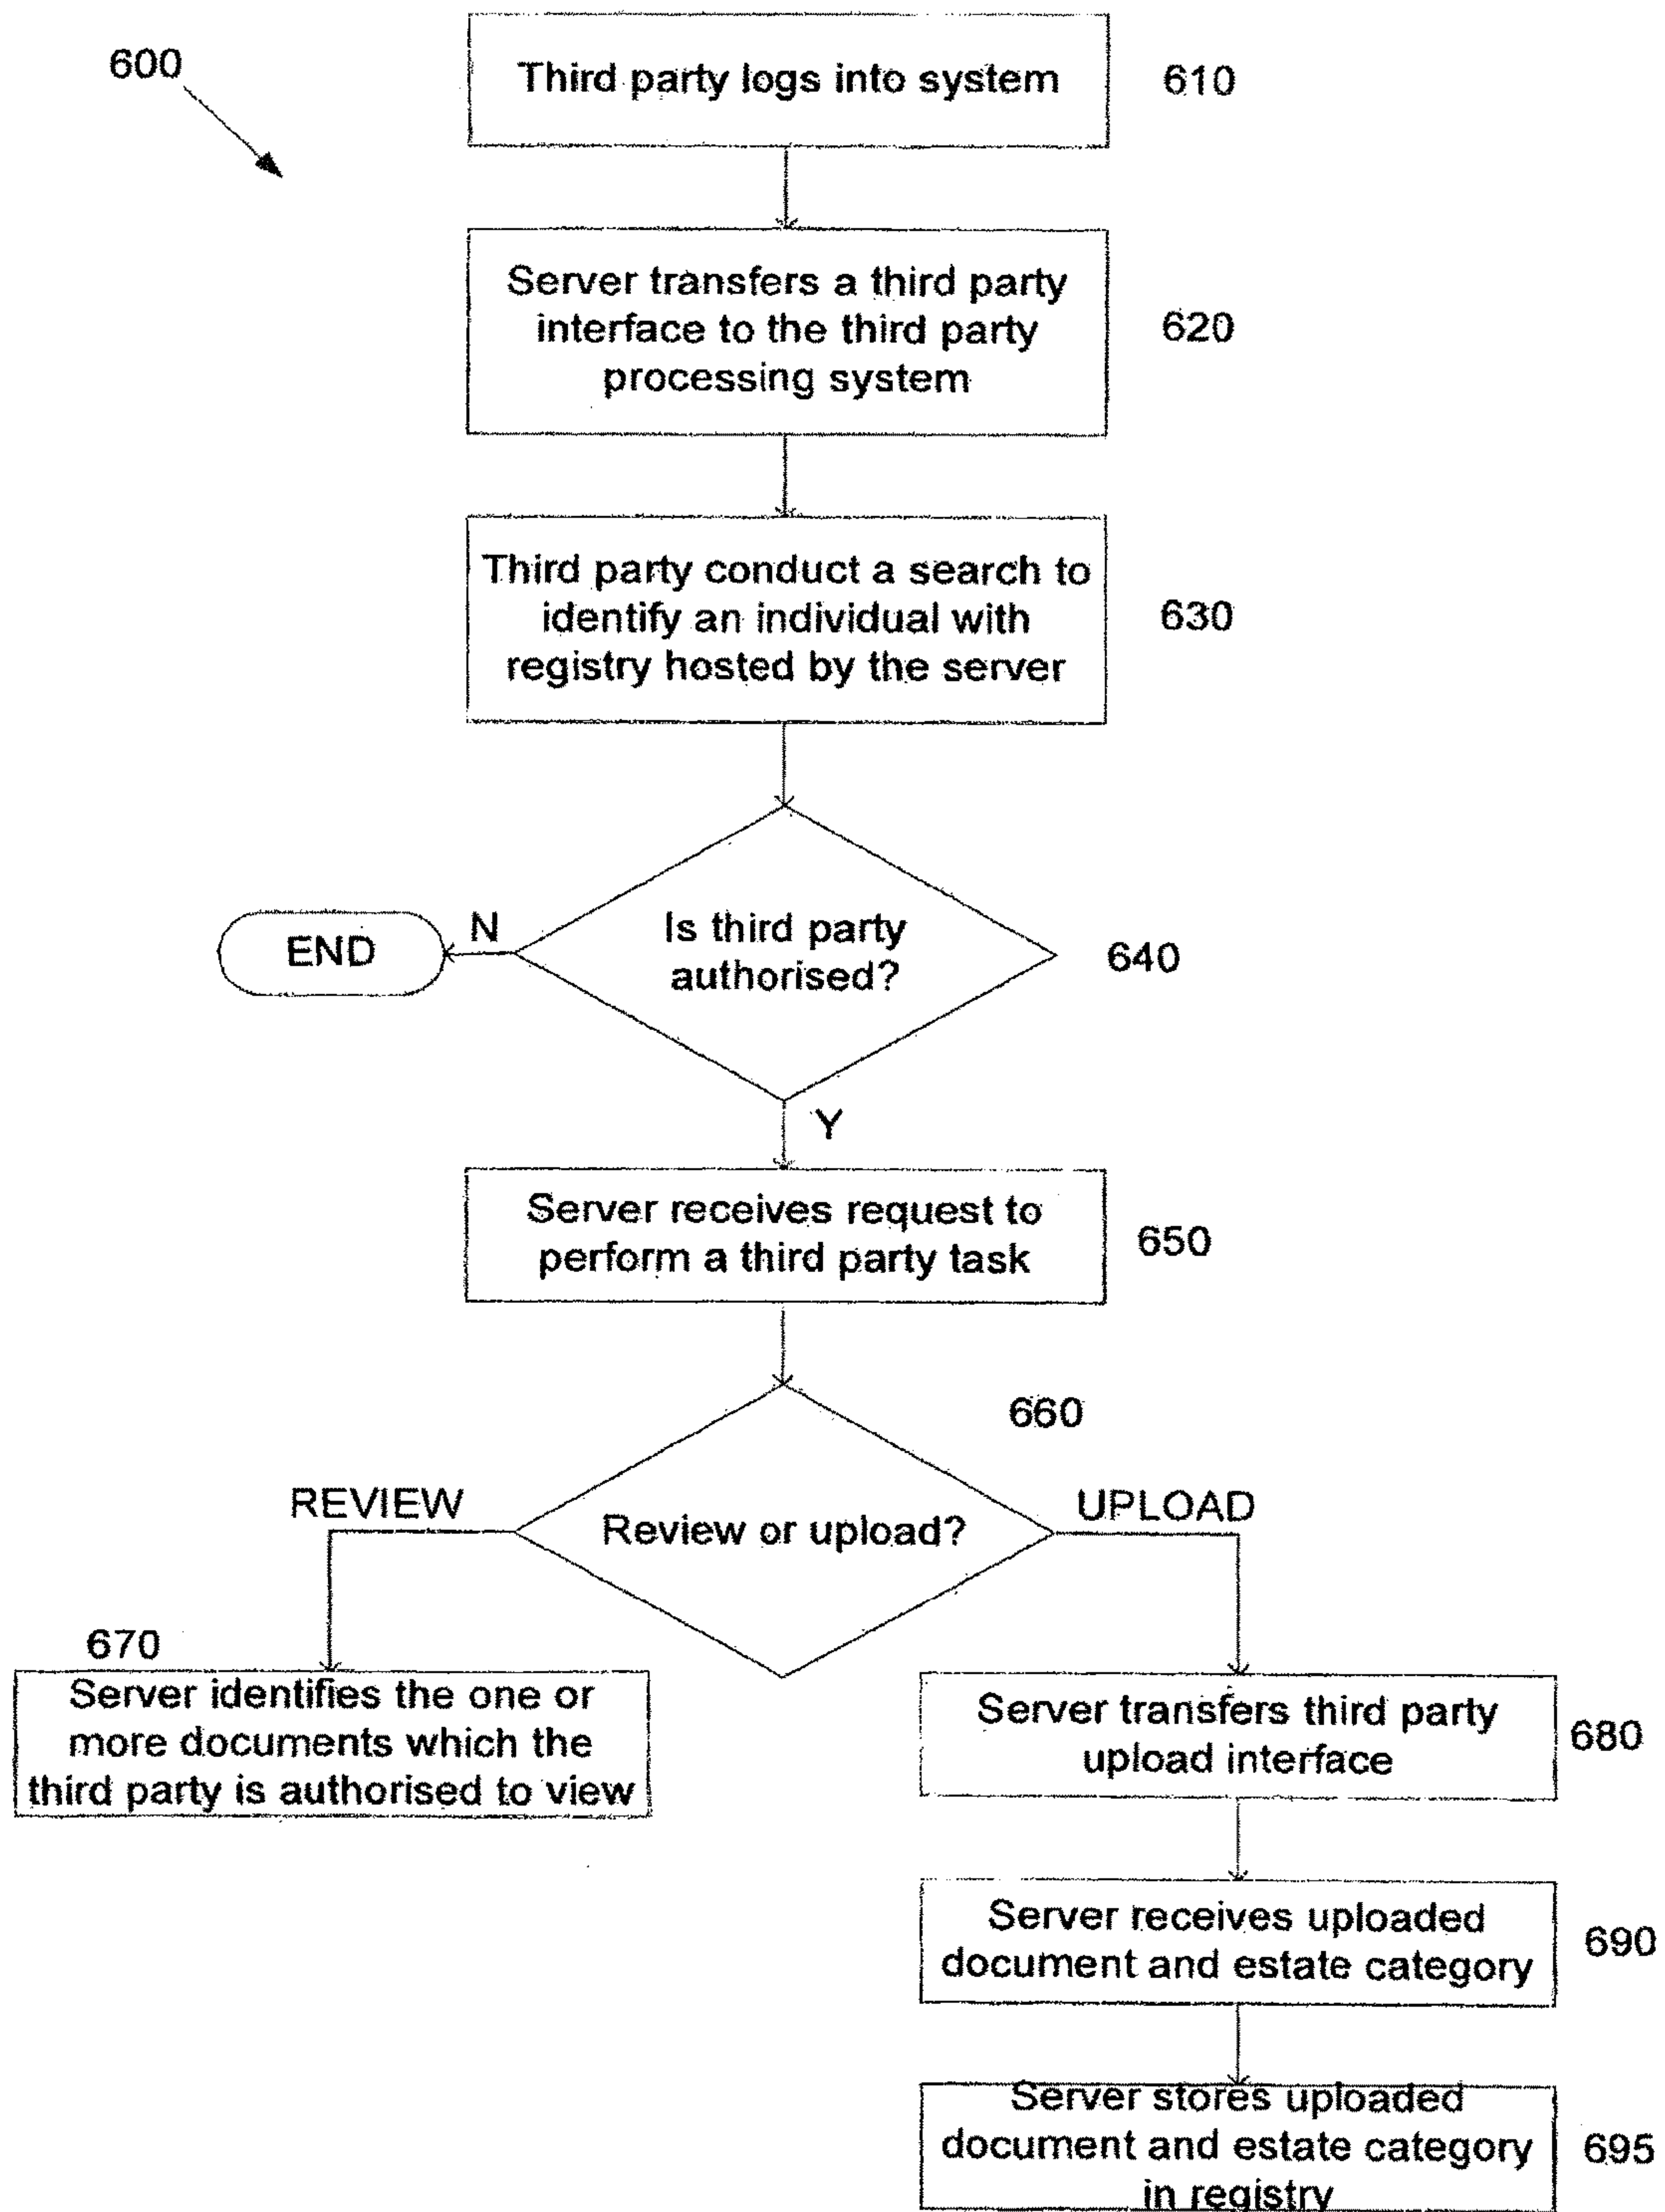 600
Third party logs into system
610
Server transfers a third party
interface to the third party
processing system
620
Third party conduct a search to
identify an individual with
registry hosted by the server
630
Is third party
authorised?
640
N
END
Y
Server receives request to
perform a third party task
650
660
Review or upload?
REVIEW
UPLOAD
670
Server identifies the one or
more documents which the
third party is authorised to view
Server transfers third party
upload interface
680
Server receives uploaded
document and estate category
690
Server stores uploaded
document and estate category
in registry
695